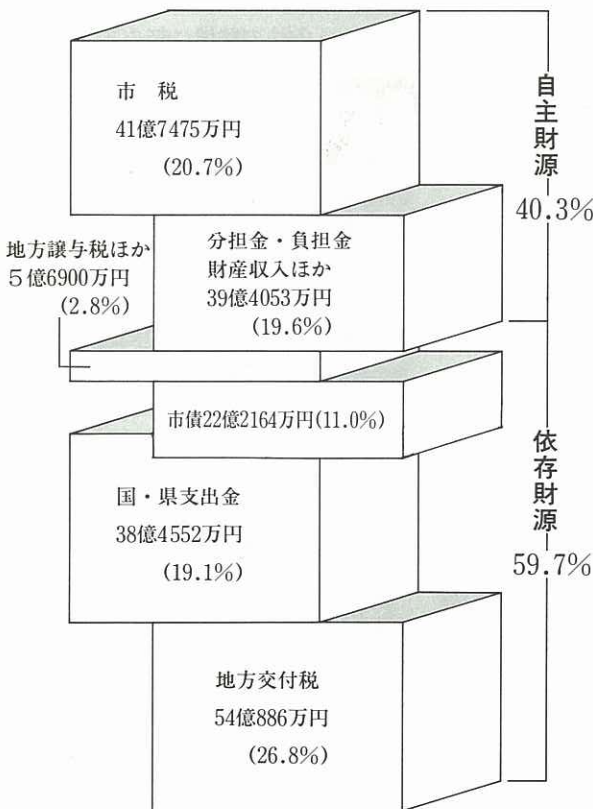 市 税
41億7475万円
(20.7%)
自主財源
40.3%
地方譲与税ほか
5億6900万円
(2.8%)
分担金・負担金
財産収入ほか
39億4053万円
(19.6%)
市債22億2164万円(11.0%)
国・県支出金
38億4552万円
(19.1%)
依存財源
59.7%
地方交付税
54億886万円
(26.8%)